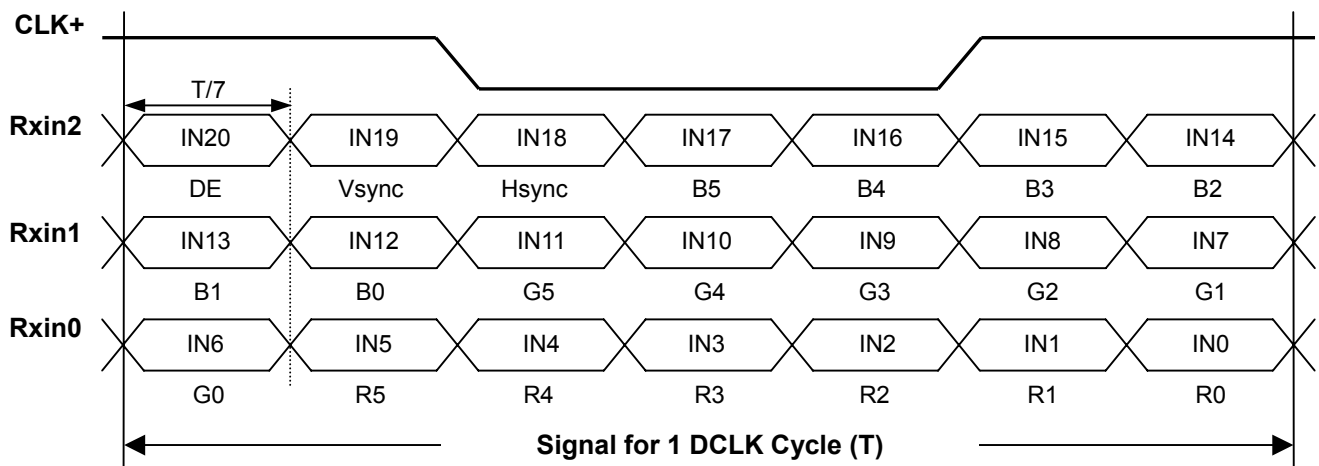 CLK+
T/7
Rxin2 IN20 IN19 IN18 IN17 IN16 IN15 IN14
DE Vsync Hsync B5 B4 B3 B2
Rxin1 IN13 IN12 IN11 IN10 IN9 IN8 IN7
B1 B0 G5 G4 G3 G2 G1
Rxin0 IN6 IN5 IN4 IN3 IN2 IN1 IN0
G0 R5 R4 R3 R2 R1 R0
Signal for 1 DCLK Cycle (T)